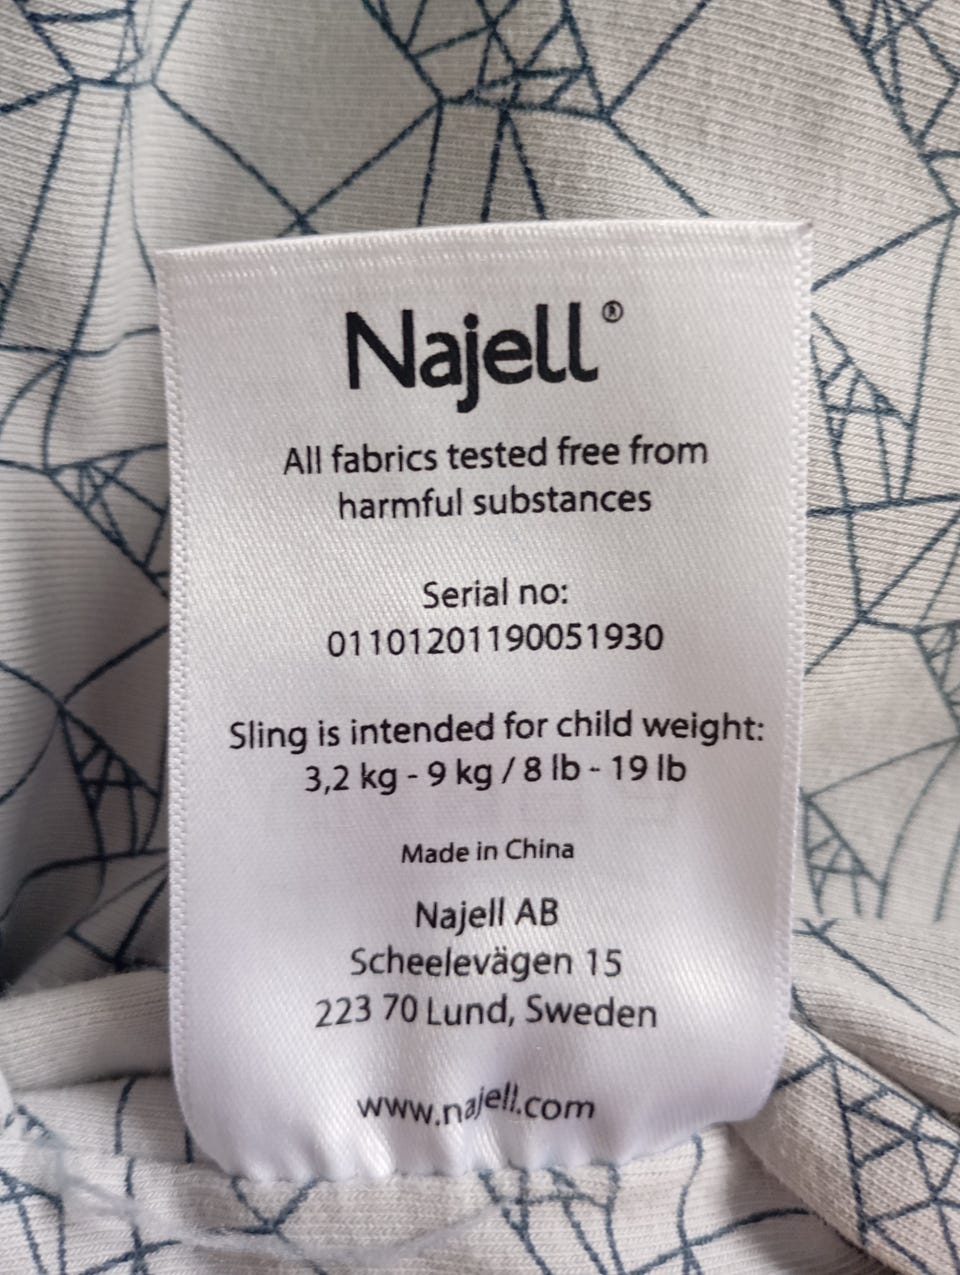 Najell®
All fabrics tested free from
harmful substances
Serial no:
01101201190051930
Sling is intended for child weight:
3,2 kg - 9 kg / 8 lb - 19 lb
Made in China
Najell AB
Scheelevägen 15
223 70 Lund, Sweden
www.najell.com